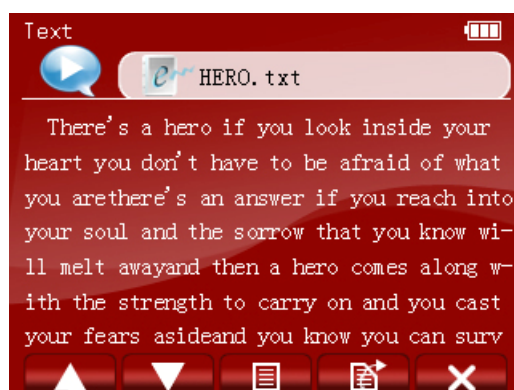 Text
HERO.txt
There's a hero if you look inside your
heart you don't have to be afraid of what
you arethere's an answer if you reach into
your soul and the sorrow that you know wi-
ll melt awayand then a hero comes along w-
ith the strength to carry on and you cast
your fears asideand you know you can surv